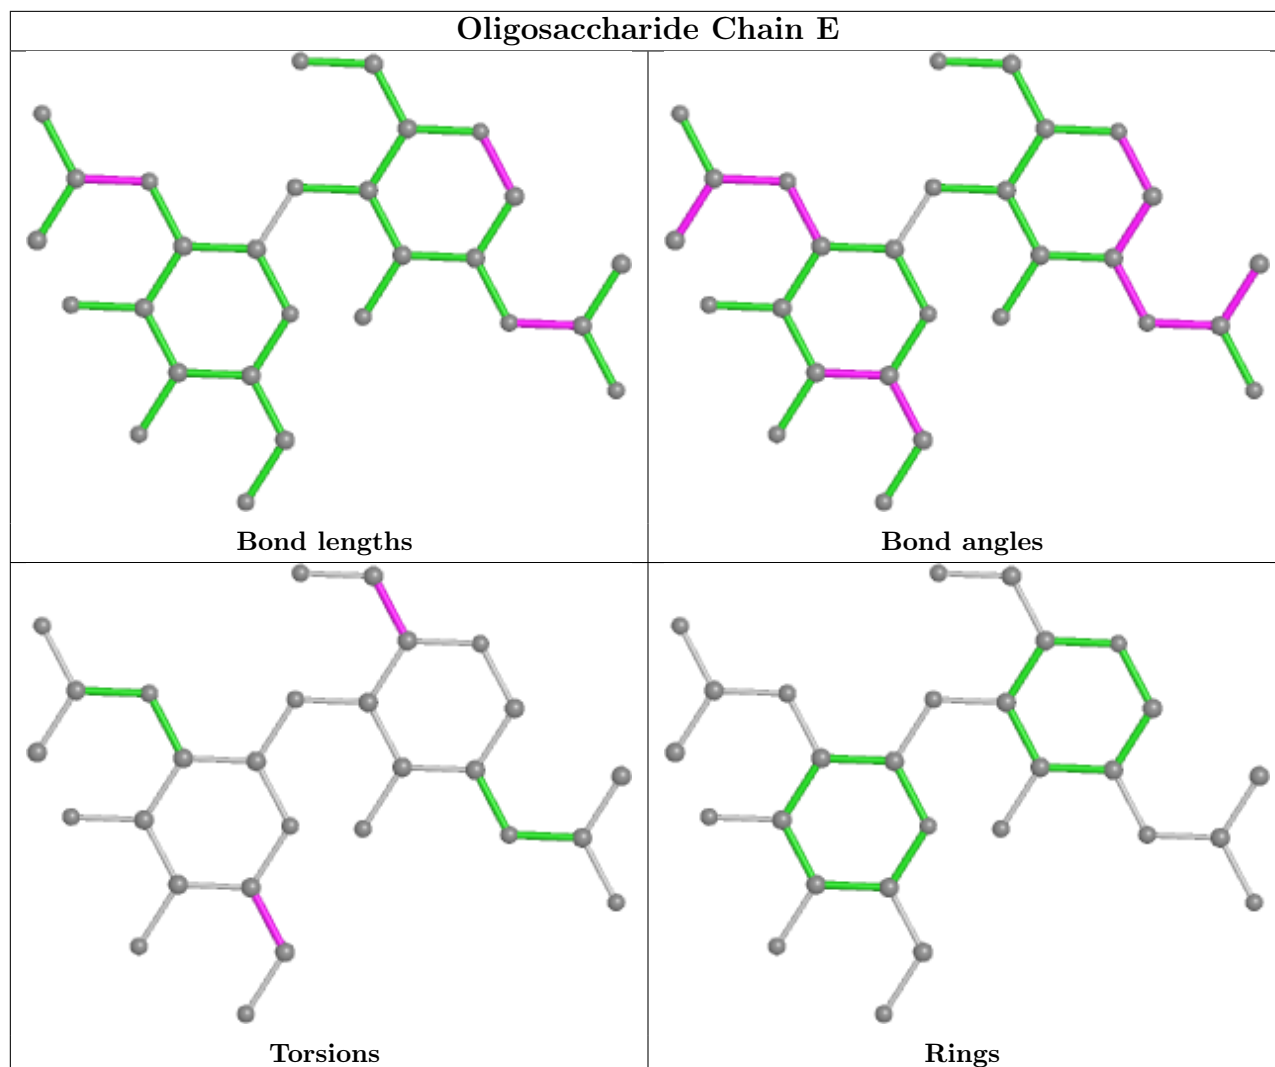 Oligosaccharide Chain E
Bond lengths
Bond angles
Torsions
Rings